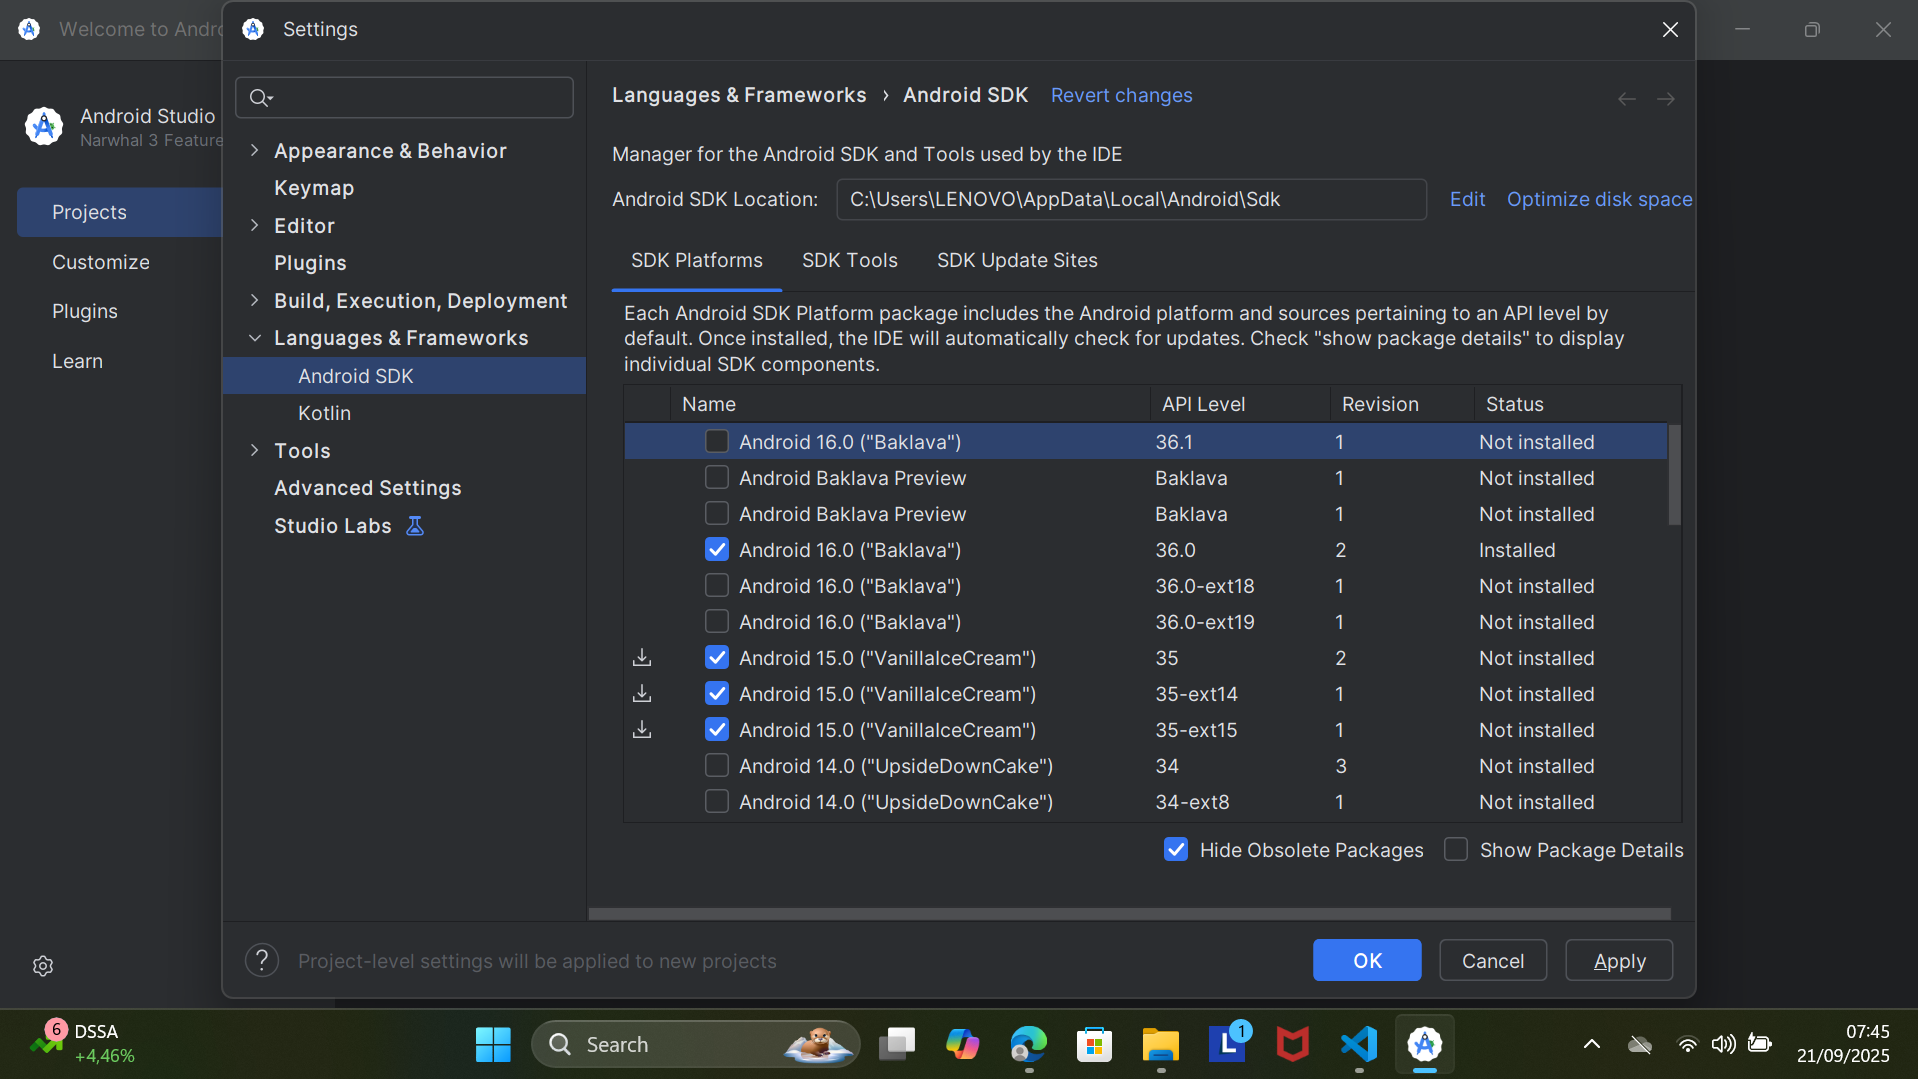 Welcome to Andro
Settings
Android Studio
Narwhal 3 Feature
Projects
Customize
Plugins
Learn
Appearance & Behavior
Keymap
Editor
Plugins
Build, Execution, Deployment
Languages & Frameworks
Android SDK
Kotlin
Tools
Advanced Settings
Studio Labs
Languages & Frameworks › Android SDK Revert changes
Manager for the Android SDK and Tools used by the IDE
Android SDK Location: C:\Users\LENOVO\AppData\Local\Android\Sdk Edit Optimize disk space
SDK Platforms SDK Tools SDK Update Sites
Each Android SDK Platform package includes the Android platform and sources pertaining to an API level by
default. Once installed, the IDE will automatically check for updates. Check "show package details" to display
individual SDK components.
Name API Level Revision Status
Android 16.0 ("Baklava") 36.1 1 Not installed
Android Baklava Preview Baklava 1 Not installed
Android Baklava Preview Baklava 1 Not installed
Android 16.0 ("Baklava") 36.0 2 Installed
Android 16.0 ("Baklava") 36.0-ext18 1 Not installed
Android 16.0 ("Baklava") 36.0-ext19 1 Not installed
Android 15.0 ("VanillaIceCream") 35 2 Not installed
Android 15.0 ("VanillaIceCream") 35-ext14 1 Not installed
Android 15.0 ("VanillaIceCream") 35-ext15 1 Not installed
Android 14.0 ("UpsideDownCake") 34 3 Not installed
Android 14.0 ("UpsideDownCake") 34-ext8 1 Not installed
Hide Obsolete Packages Show Package Details
? Project-level settings will be applied to new projects
OK Cancel Apply
6 DSSA
+4,46%
Search
L 1
07:45
21/09/2025